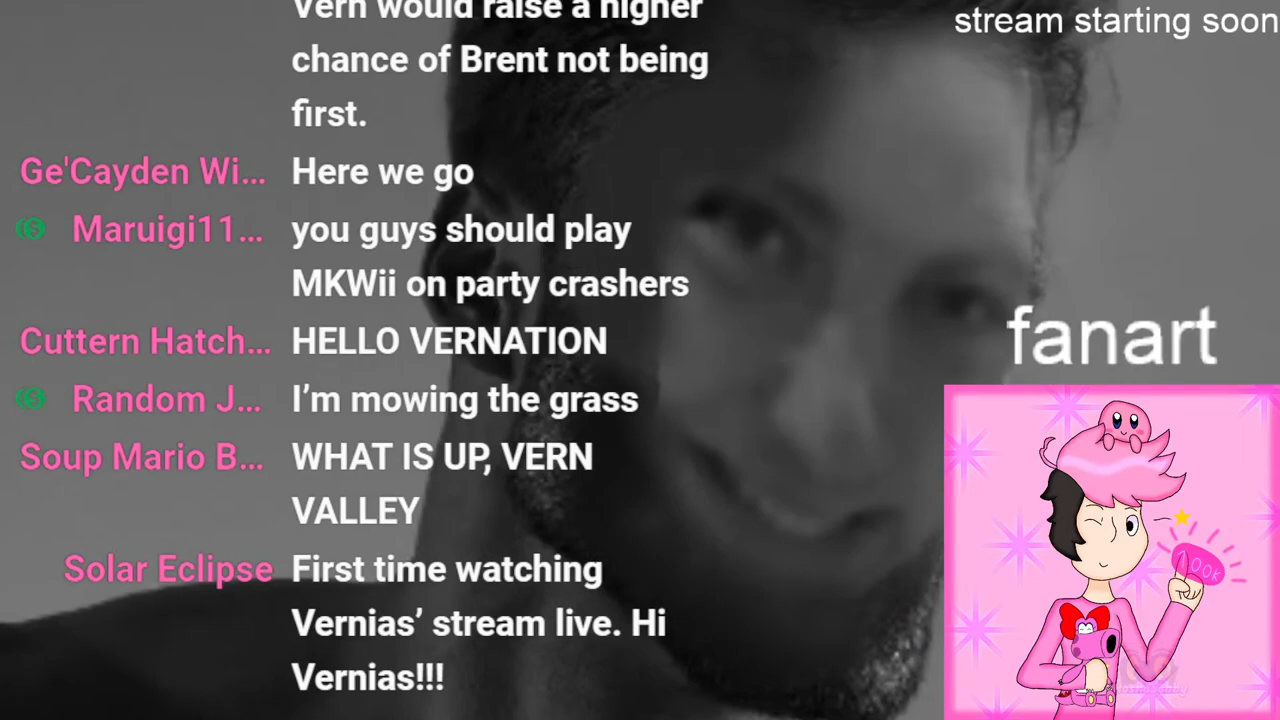 Vern would raise a higher
stream starting soon
chance of Brent not being
first.
Ge'Cayden Wi... Here we go
Maruigi11... you guys should play
MKWii on party crashers
Cuttern Hatch... HELLO VERNATION
fanart
Random J... I’m mowing the grass
Soup Mario B... WHAT IS UP, VERN
VALLEY
100K
Solar Eclipse First time watching
Vernias’ stream live. Hi
Vernias!!!